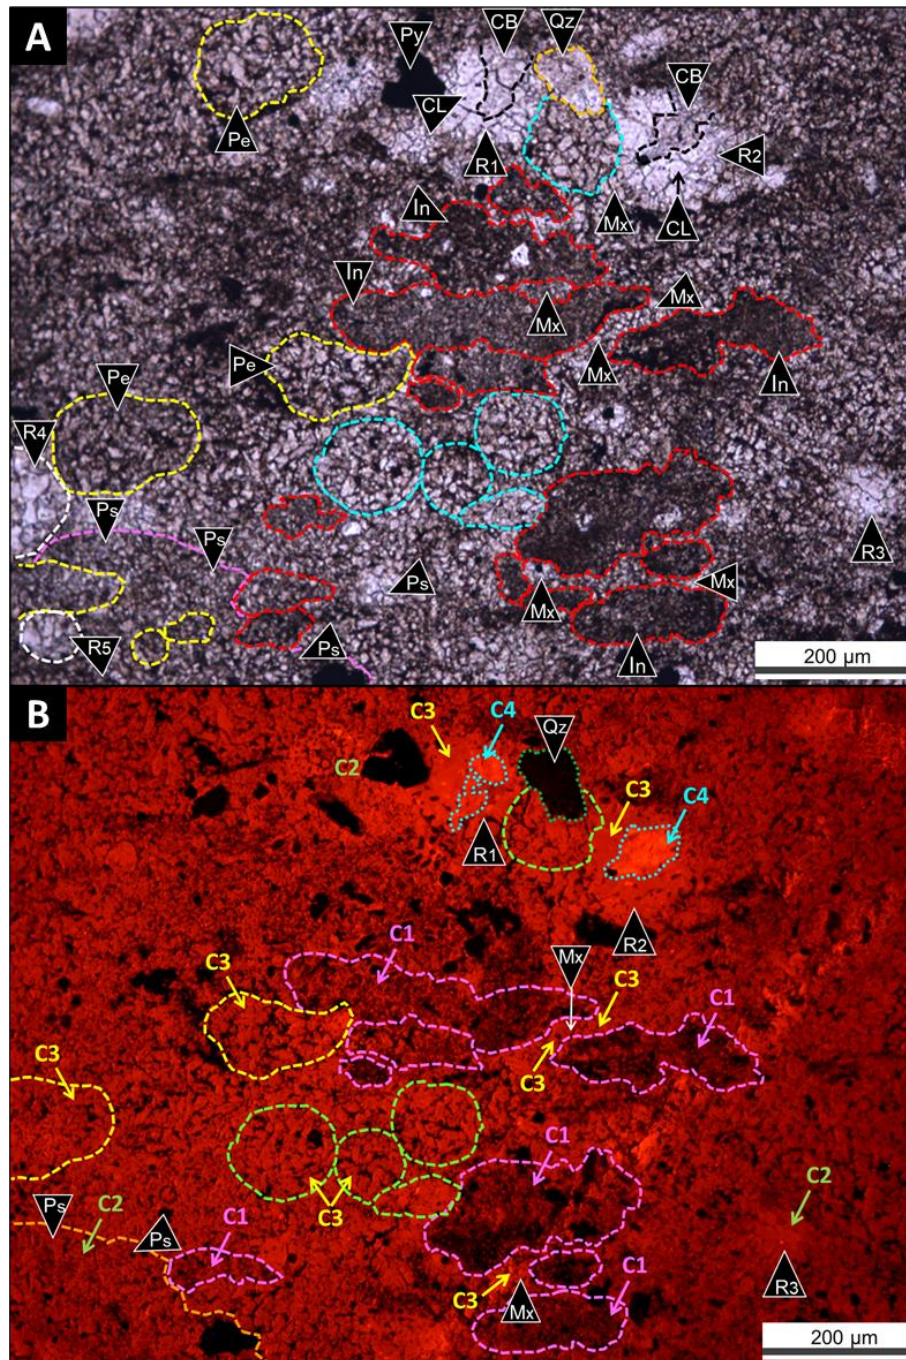 A
Py
CB
Qz
CB
Pe
CL
R1
R2
In
Mx
CL
In
Mx
Mx
Pe
Mx
In
Pe
R4
Ps
Ps
Ps
R3
Mx
Mx
R5
Ps
In
200 µm
B
C3
C4
Qz
C2
C3
C4
R1
R2
C1
Mx
C3
C3
C1
C3
C3
C1
C3
C2
Ps
C2
Ps
C1
C1
C3
Mx
R3
200 µm